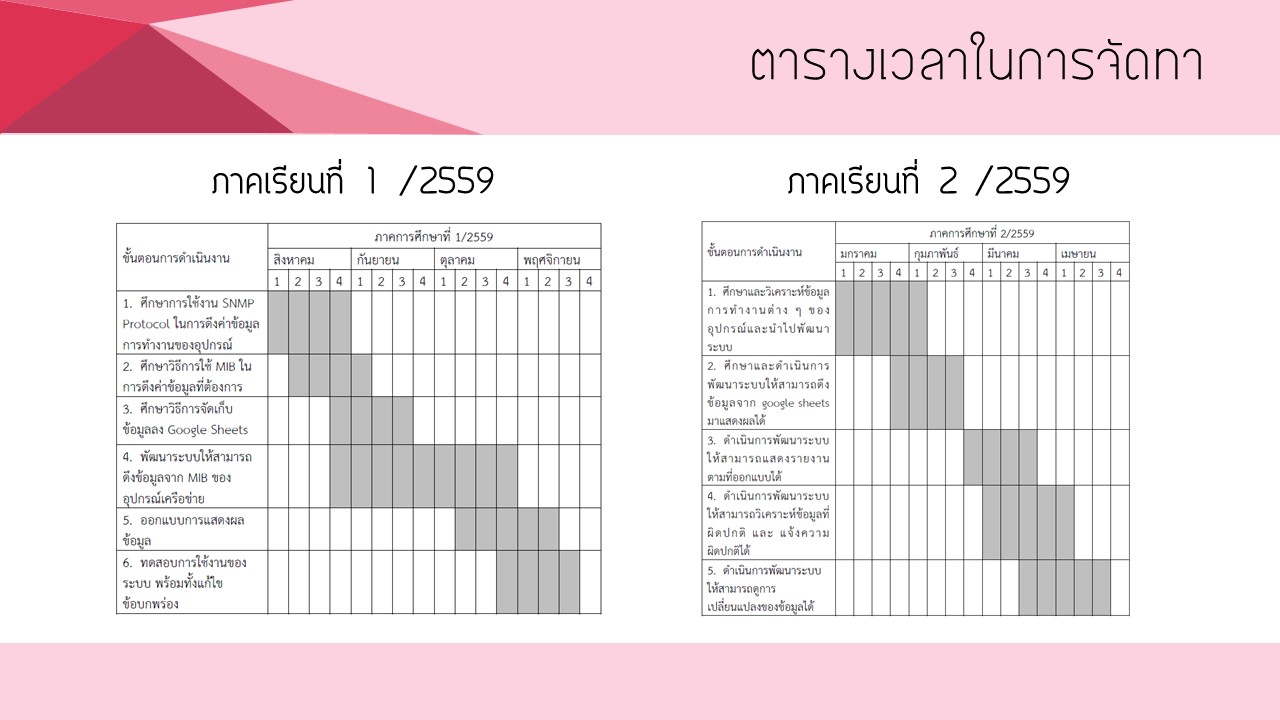 ตารางเวลาในการจัดทา
ภาคเรียนที่ 1 /2559
ภาคการศึกษาที่ 1/2559
ขั้นตอนการดำเนินงาน
สิงหาคม กันยายน ตุลาคม พฤศจิกายน
1 2 3 4 1 2 3 4 1 2 3 4 1 2 3 4
1. ศึกษาการใช้งาน SNMP
Protocol ในการดึงค่าข้อมูล
การทำงานของอุปกรณ์
2. ศึกษาวิธีการใช้ MIB ใน
การดึงค่าข้อมูลที่ต้องการ
3. ศึกษาวิธีการจัดเก็บ
ข้อมูลลง Google Sheets
4. พัฒนาระบบให้สามารถ
ดึงข้อมูลจาก MIB ของ
อุปกรณ์เครือข่าย
5. ออกแบบการแสดงผล
ข้อมูล
6. ทดสอบการใช้งานของ
ระบบ พร้อมทั้งแก้ไข
ข้อบกพร่อง
ภาคเรียนที่ 2 /2559
ภาคการศึกษาที่ 2/2559
ขั้นตอนการดำเนินงาน
มกราคม กุมภาพันธ์ มีนาคม เมษายน
1 2 3 4 1 2 3 4 1 2 3 4 1 2 3 4
1. ศึกษาและวิเคราะห์ข้อมูล
การทำงานต่าง ๆ ของ
อุปกรณ์และนำไปพัฒนา
ระบบ
2. ศึกษาและดำเนินการ
พัฒนาระบบให้สามารถดึง
ข้อมูลจาก google sheets
มาแสดงผลได้
3. ดำเนินการพัฒนาระบบ
ให้สามารถแสดงรายงาน
ตามที่ออกแบบได้
4. ดำเนินการพัฒนาระบบ
ให้สามารถวิเคราะห์ข้อมูลที่
ผิดปกติ และ แจ้งความ
ผิดปกติได้
5. ดำเนินการพัฒนาระบบ
ให้สามารถดูการ
เปลี่ยนแปลงของข้อมูลได้